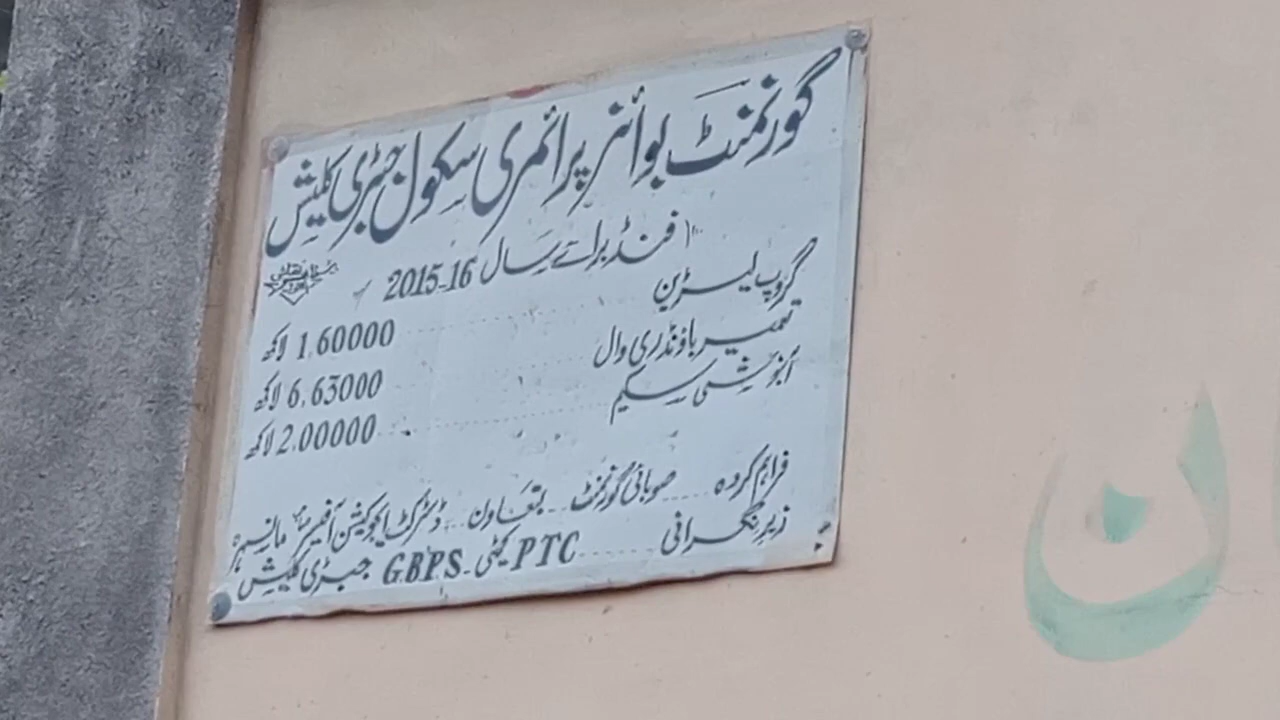 گورنمنٹ بوائز پرائمری سکول جبڑی کلیش
فنڈ برائے سال 2015-16
گروپ لیٹرین 1,60000 لاکھ
تعمیر باؤنڈری وال 6,63000 لاکھ
آبنوشی سکیم 2,00000 لاکھ
فراہم کردہ صوبائی گورنمنٹ بتعاون ڈسٹرکٹ ایجوکیشن آفیسر مانسہرہ
زیر نگرانی PTC کمیٹی G.B.P.S جبڑی کلیش
ن